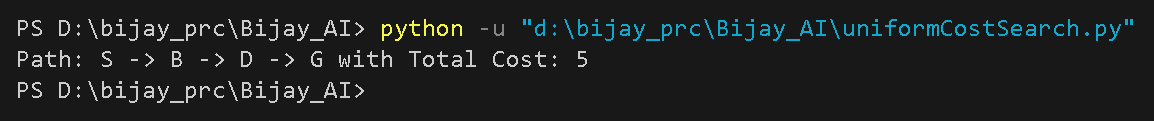 PS D:\bijay_prc\Bijay_AI> python -u "d:\bijay_prc\Bijay_AI\uniformCostSearch.py"
Path: S -> B -> D -> G with Total Cost: 5
PS D:\bijay_prc\Bijay_AI>